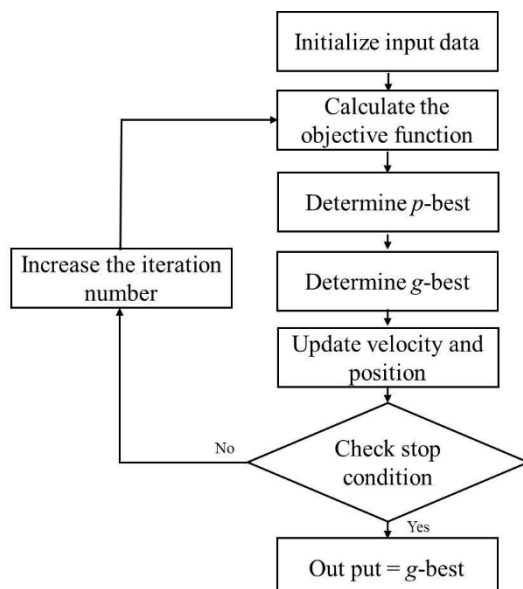 Initialize input data
Calculate the
objective function
Determine p-best
Increase the iteration
number
Determine g-best
Update velocity and
position
No
Check stop
condition
Yes
Out put = g-best